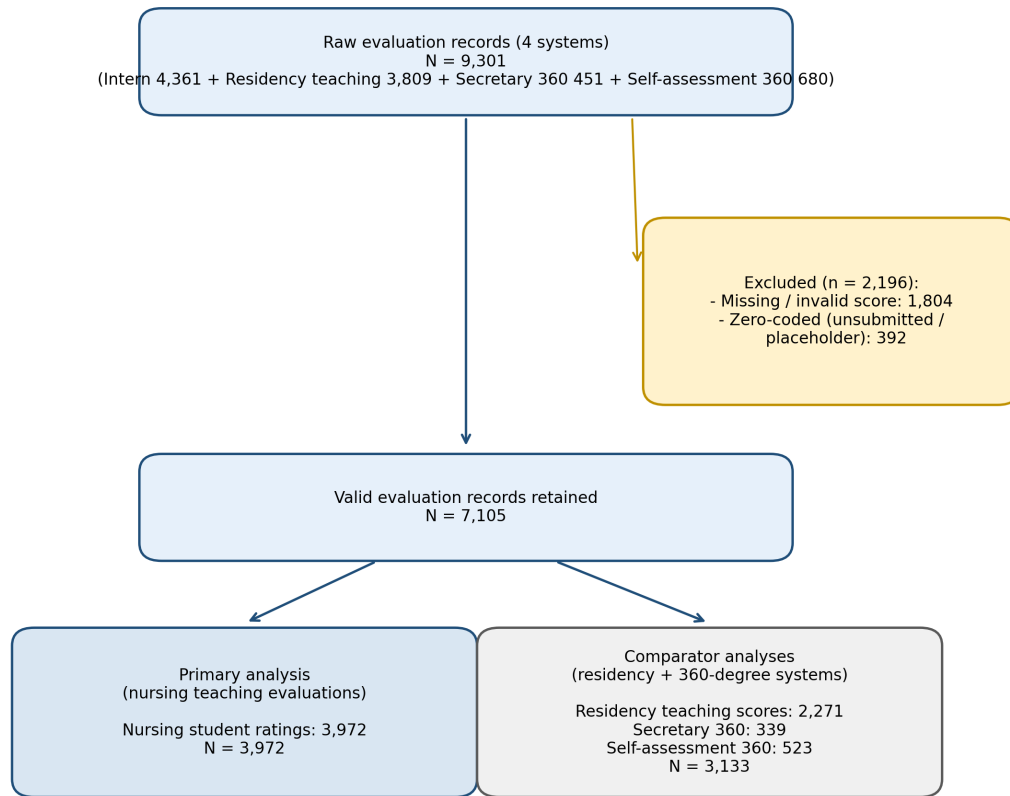 Raw evaluation records (4 systems)
N = 9,301
(Intern 4,361 + Residency teaching 3,809 + Secretary 360 451 + Self-assessment 360 680)
Excluded (n = 2,196):
- Missing / invalid score: 1,804
- Zero-coded (unsubmitted /
placeholder): 392
Valid evaluation records retained
N = 7,105
Primary analysis
(nursing teaching evaluations)
Nursing student ratings: 3,972
N = 3,972
Comparator analyses
(residency + 360-degree systems)
Residency teaching scores: 2,271
Secretary 360: 339
Self-assessment 360: 523
N = 3,133